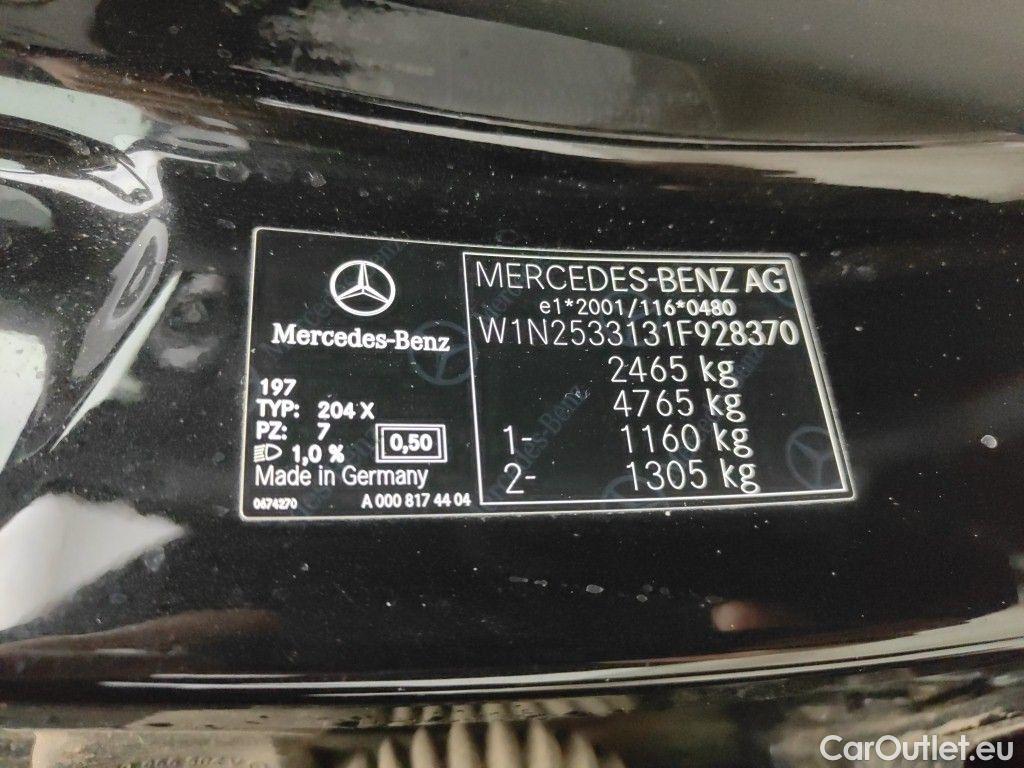 Mercedes-Benz
197
TYP: 204 X
PZ: 7
0,50
1,0 %
Made in Germany
0674270
A 000 817 44 04
MERCEDES-BENZ AG
e1*2001/116*0480
W1N2533131F928370
2465 kg
4765 kg
1- 1160 kg
2- 1305 kg
CarOutlet.eu